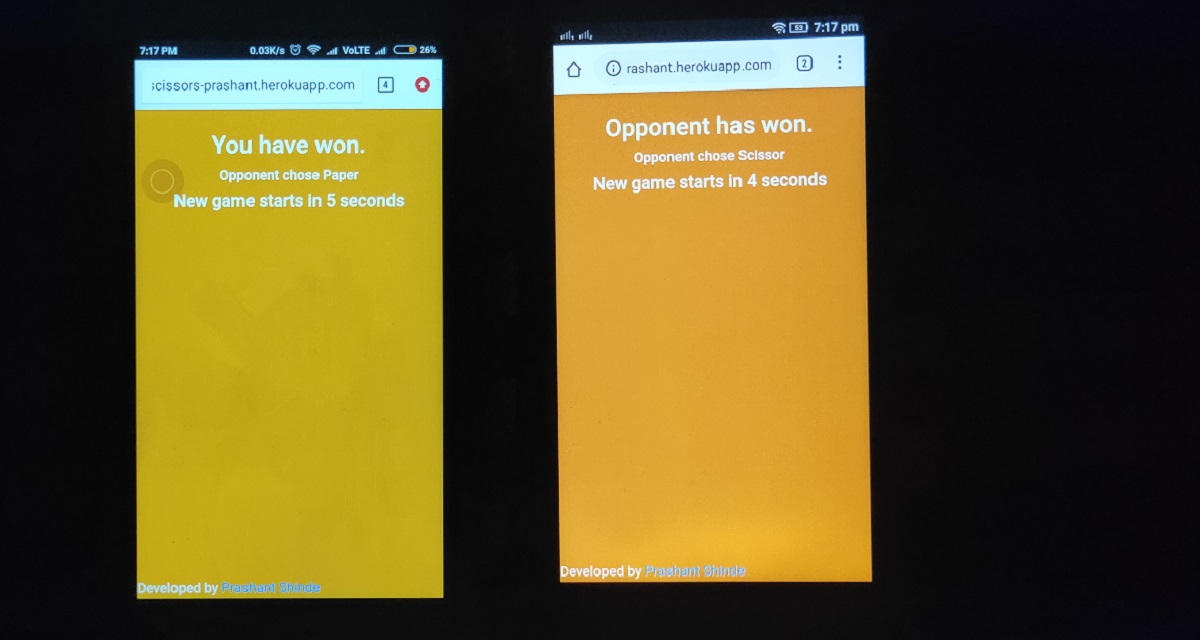 7:17 PM 0.03K/s VoLTE 26%
scissors-prashant.herokuapp.com 4
You have won.
Opponent chose Paper
New game starts in 5 seconds
Developed by Prashant Shinde
53 7:17 pm
rashant.herokuapp.com 2
Opponent has won.
Opponent chose Scissor
New game starts in 4 seconds
Developed by Prashant Shinde